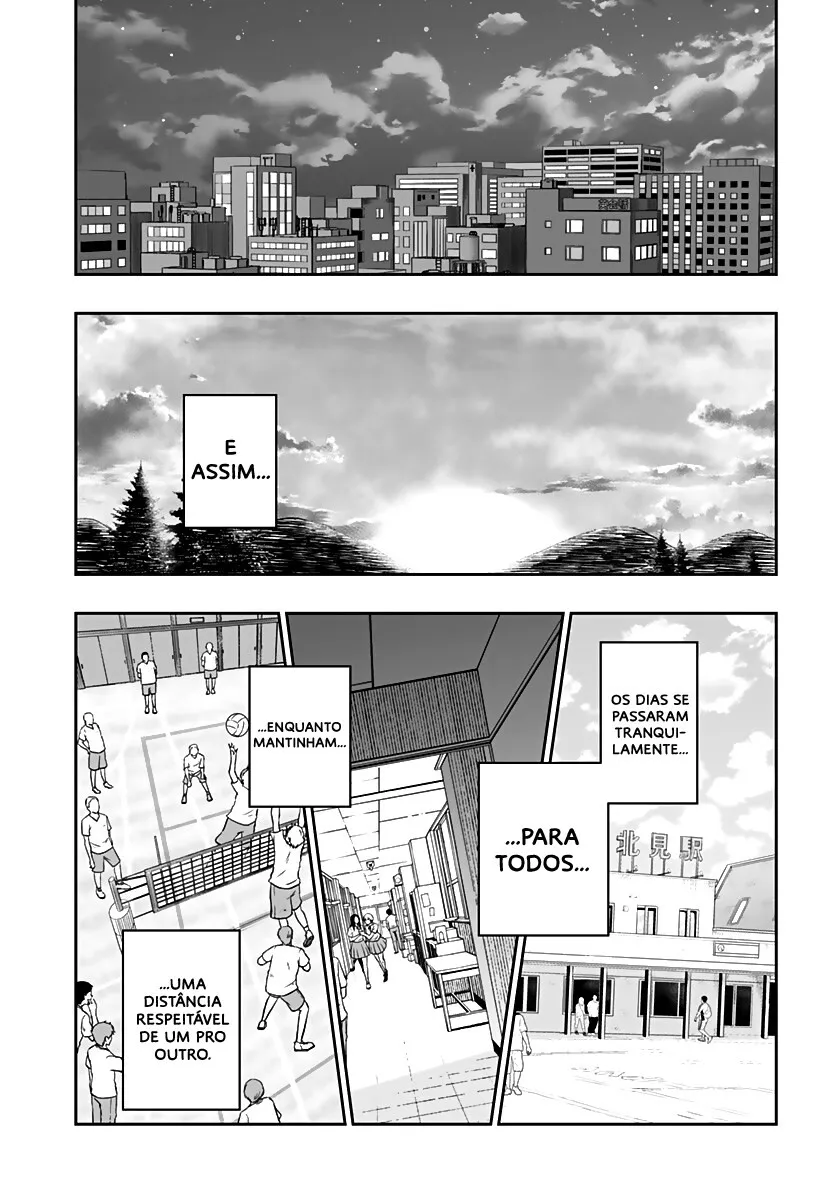 E
ASSIM...
OS DIAS SE
PASSARAM
TRANQUI-
LAMENTE...
...PARA
TODOS...
北見駅
...ENQUANTO
MANTINHAM...
...UMA
DISTÂNCIA
RESPEITÁVEL
DE UM PRO
OUTRO.